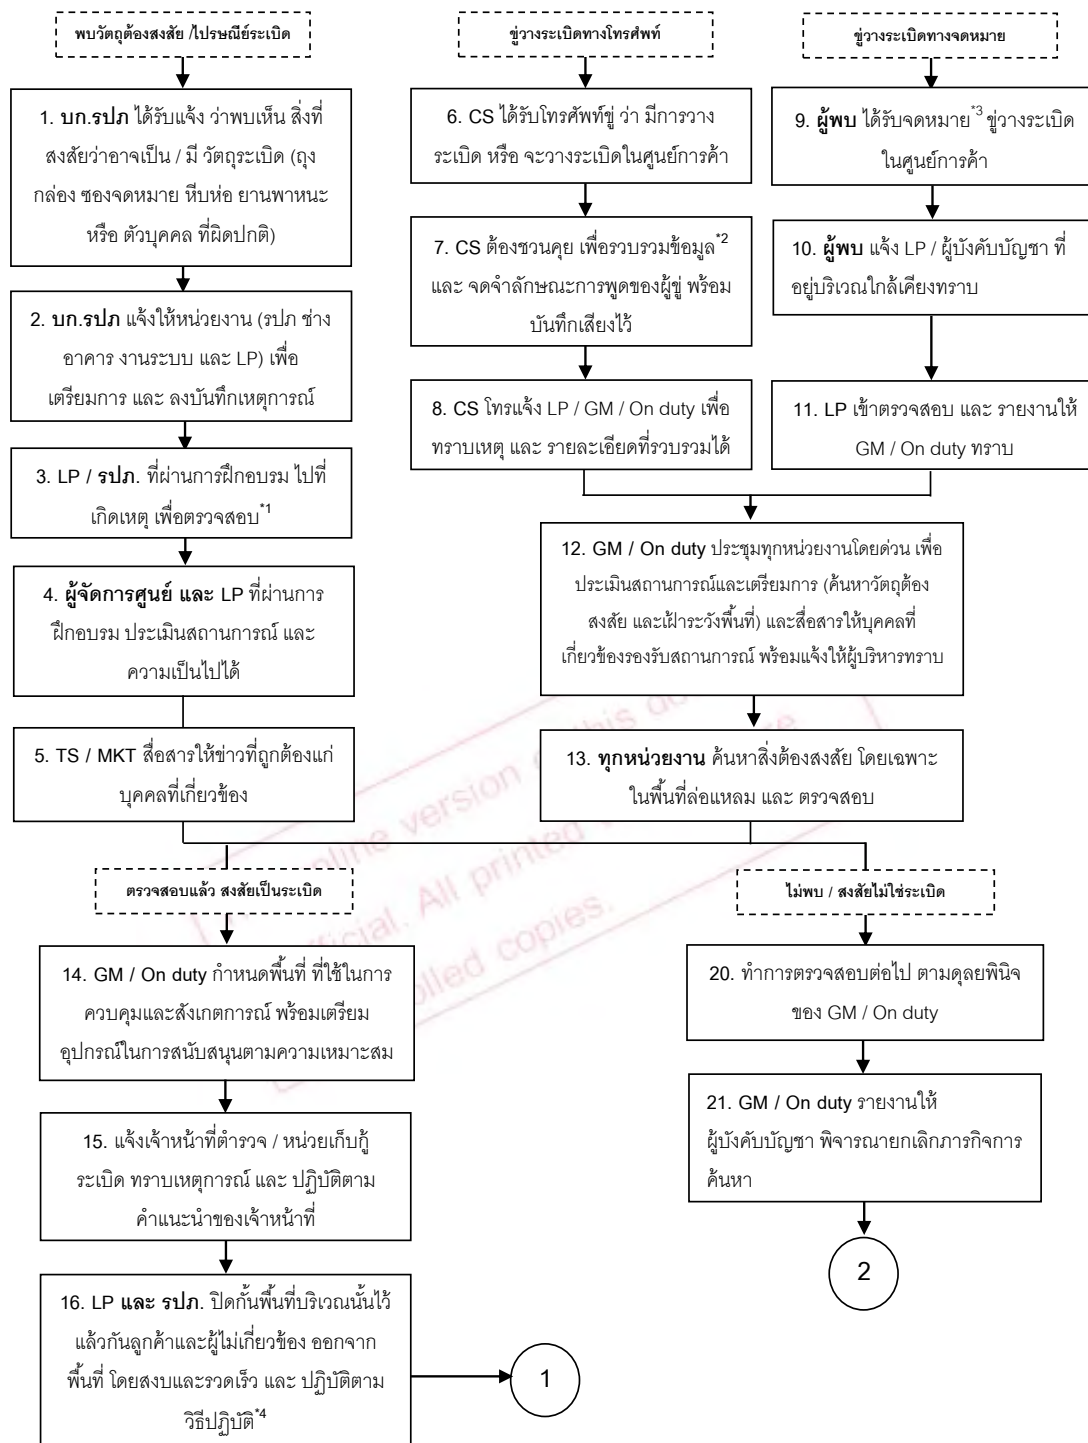 พบวัตถุต้องสงสัย /ไปรษณีย์ระเบิด
ขู่วางระเบิดทางโทรศัพท์
ขู่วางระเบิดทางจดหมาย
1. บก.รปภ ได้รับแจ้ง ว่าพบเห็น สิ่งที่
สงสัยว่าอาจเป็น / มี วัตถุระเบิด (ถุง
กล่อง ซองจดหมาย หีบห่อ ยานพาหนะ
หรือ ตัวบุคคล ที่ผิดปกติ)
2. บก.รปภ แจ้งให้หน่วยงาน (รปภ ช่าง
อาคาร งานระบบ และ LP) เพื่อ
เตรียมการ และ ลงบันทึกเหตุการณ์
3. LP / รปภ. ที่ผ่านการฝึกอบรม ไปที่
เกิดเหตุ เพื่อตรวจสอบ*1
4. ผู้จัดการศูนย์ และ LP ที่ผ่านการ
ฝึกอบรม ประเมินสถานการณ์ และ
ความเป็นไปได้
5. TS / MKT สื่อสารให้ข่าวที่ถูกต้องแก่
บุคคลที่เกี่ยวข้อง
6. CS ได้รับโทรศัพท์ขู่ ว่า มีการวาง
ระเบิด หรือ จะวางระเบิดในศูนย์การค้า
7. CS ต้องชวนคุย เพื่อรวบรวมข้อมูล*2
และ จดจำลักษณะการพูดของผู้ขู่ พร้อม
บันทึกเสียงไว้
8. CS โทรแจ้ง LP / GM / On duty เพื่อ
ทราบเหตุ และ รายละเอียดที่รวบรวมได้
9. ผู้พบ ได้รับจดหมาย*3 ขู่วางระเบิด
ในศูนย์การค้า
10. ผู้พบ แจ้ง LP / ผู้บังคับบัญชา ที่
อยู่บริเวณใกล้เคียงทราบ
11. LP เข้าตรวจสอบ และ รายงานให้
GM / On duty ทราบ
12. GM / On duty ประชุมทุกหน่วยงานโดยด่วน เพื่อ
ประเมินสถานการณ์และเตรียมการ (ค้นหาวัตถุต้อง
สงสัย และเฝ้าระวังพื้นที่) และสื่อสารให้บุคคลที่
เกี่ยวข้องรองรับสถานการณ์ พร้อมแจ้งให้ผู้บริหารทราบ
13. ทุกหน่วยงาน ค้นหาสิ่งต้องสงสัย โดยเฉพาะ
ในพื้นที่ล่อแหลม และ ตรวจสอบ
ตรวจสอบแล้ว สงสัยเป็นระเบิด
ไม่พบ / สงสัยไม่ใช่ระเบิด
14. GM / On duty กำหนดพื้นที่ ที่ใช้ในการ
ควบคุมและสังเกตการณ์ พร้อมเตรียม
อุปกรณ์ในการสนับสนุนตามความเหมาะสม
15. แจ้งเจ้าหน้าที่ตำรวจ / หน่วยเก็บกู้
ระเบิด ทราบเหตุการณ์ และ ปฏิบัติตาม
คำแนะนำของเจ้าหน้าที่
16. LP และ รปภ. ปิดกั้นพื้นที่บริเวณนั้นไว้
แล้วกันลูกค้าและผู้ไม่เกี่ยวข้อง ออกจาก
พื้นที่ โดยสงบและรวดเร็ว และ ปฏิบัติตาม
วิธีปฏิบัติ*4
1
20. ทำการตรวจสอบต่อไป ตามดุลยพินิจ
ของ GM / On duty
21. GM / On duty รายงานให้
ผู้บังคับบัญชา พิจารณายกเลิกภารกิจการ
ค้นหา
2
version
this
All printed
copies.